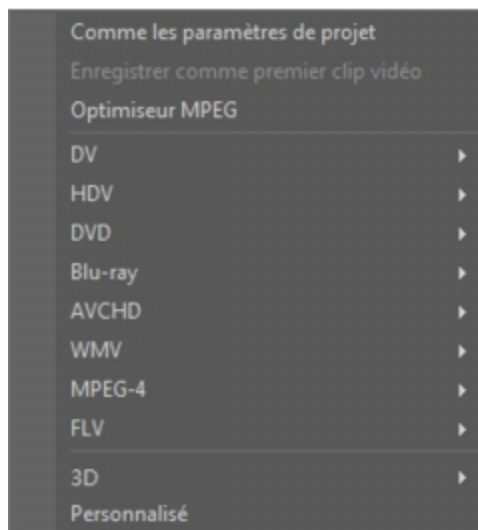 Comme les paramètres de projet
Enregistrer comme premier clip vidéo
Optimiseur MPEG
DV
HDV
DVD
Blu-ray
AVCHD
WMV
MPEG-4
FLV
3D
Personnalisé